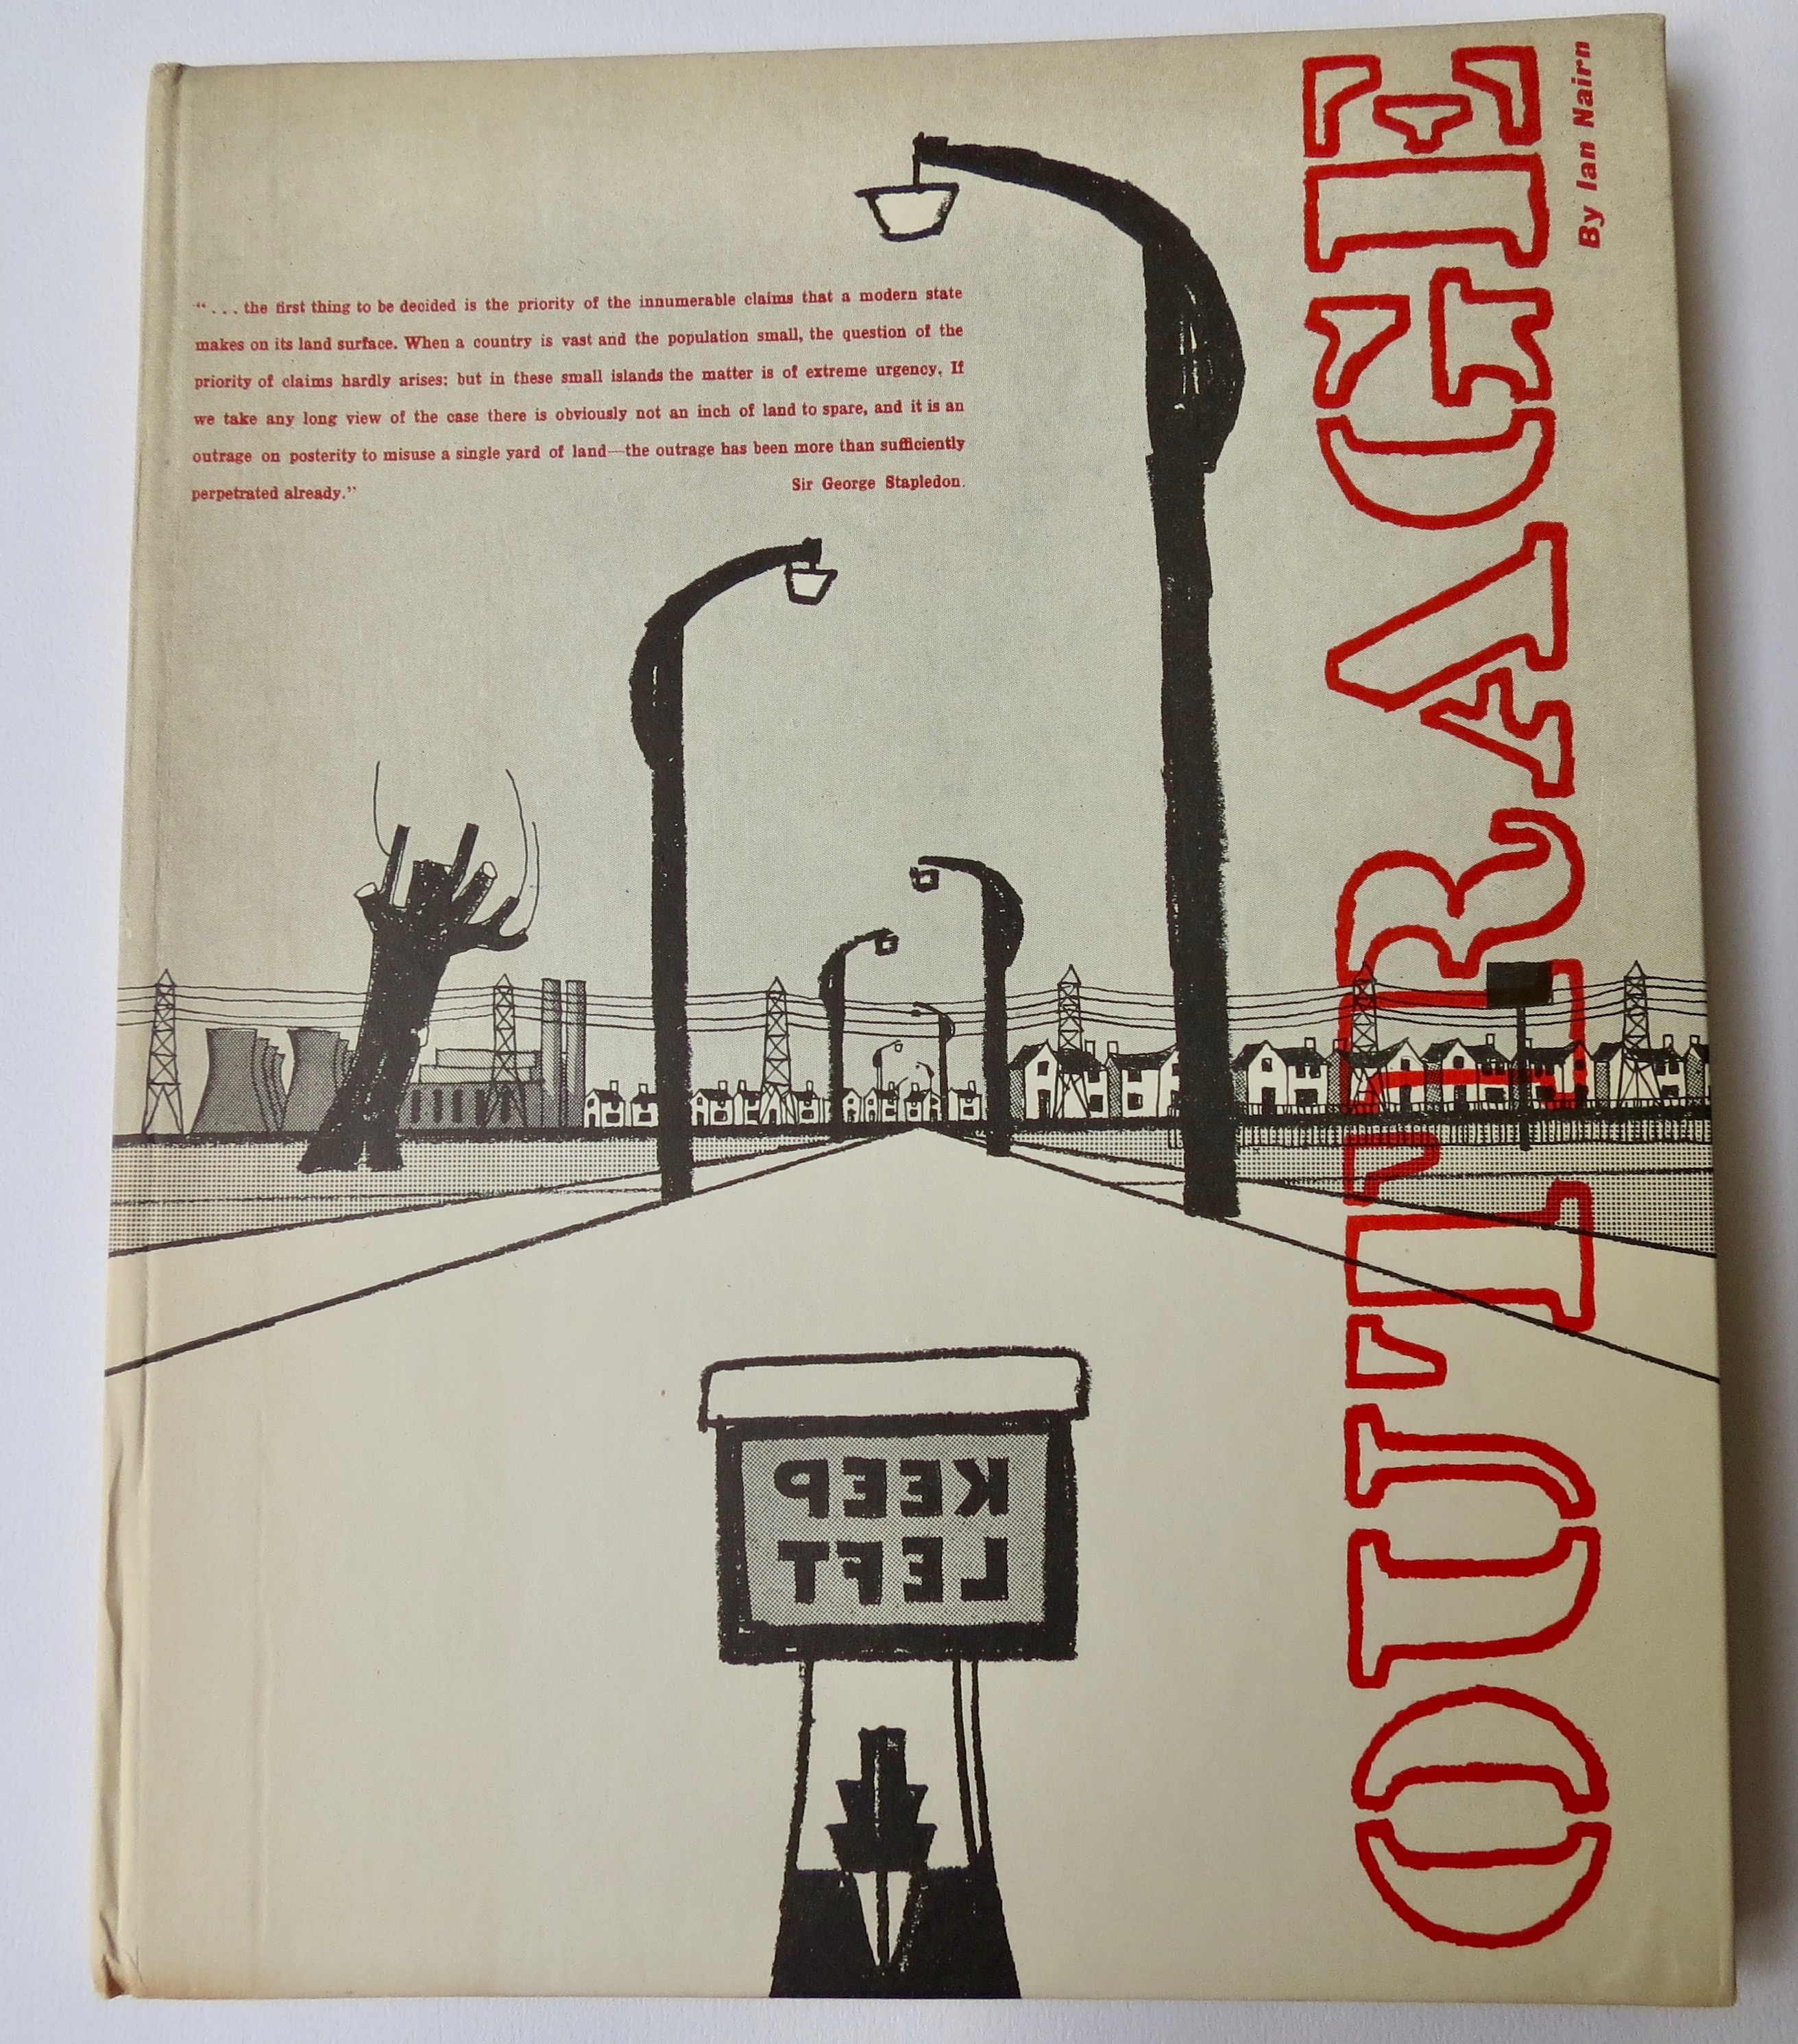 OUTRAGE
By Ian Nairn
“. . . the first thing to be decided is the priority of the innumerable claims that a modern state
makes on its land surface. When a country is vast and the population small, the question of the
priority of claims hardly arises; but in these small islands the matter is of extreme urgency. If
we take any long view of the case there is obviously not an inch of land to spare, and it is an
outrage on posterity to misuse a single yard of land—the outrage has been more than sufficiently
perpetrated already.”
Sir George Stapledon.
KEEP
LEFT